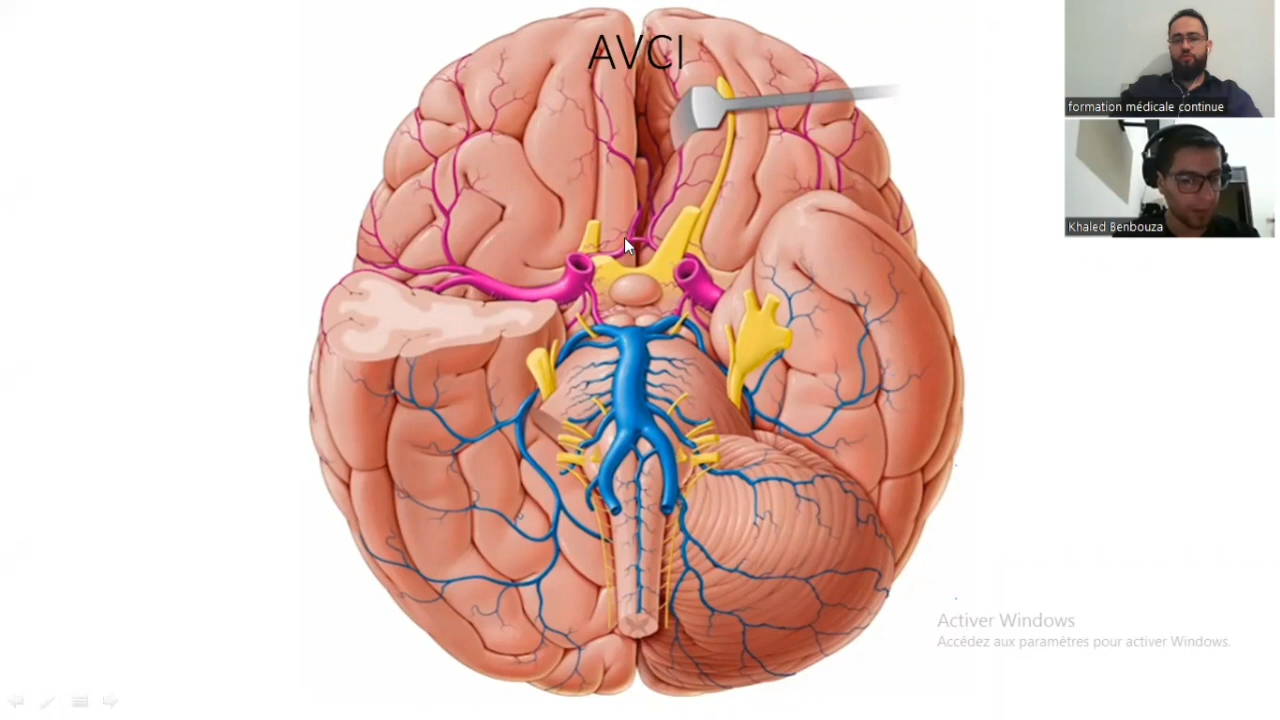 AVCI
formation médicale continue
Khaled Benbouza
Activer Windows
Accédez aux paramètres pour activer Windows.